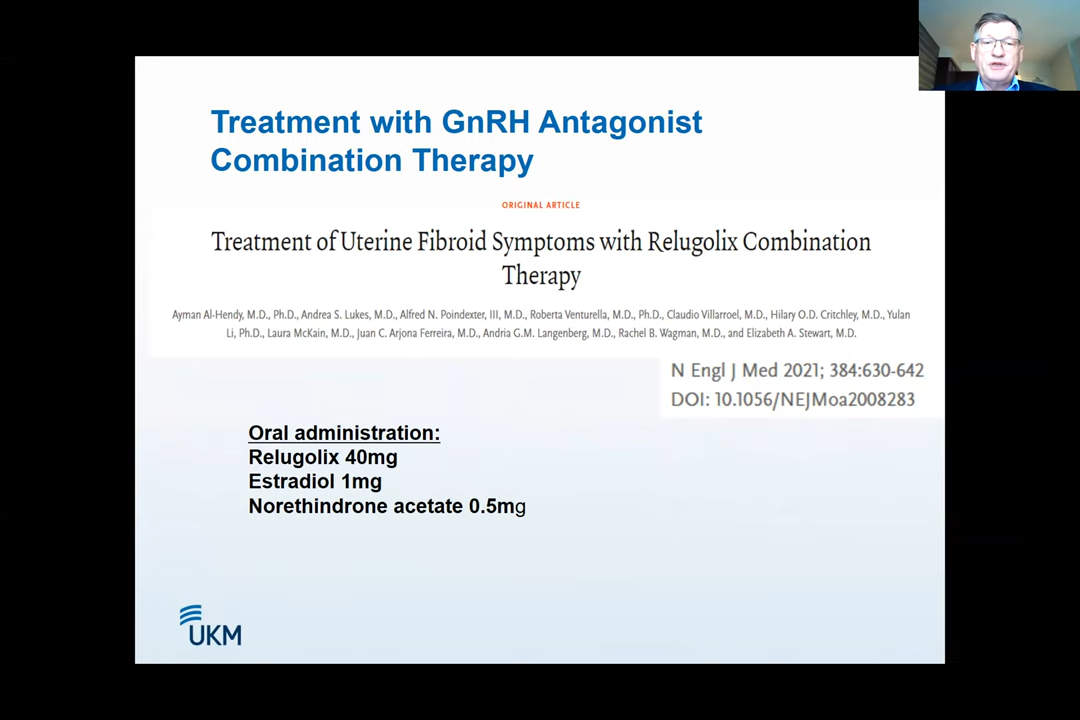 Treatment with GnRH Antagonist
Combination Therapy
ORIGINAL ARTICLE
Treatment of Uterine Fibroid Symptoms with Relugolix Combination
Therapy
Ayman Al-Hendy, M.D., Ph.D., Andrea S. Lukes, M.D., Alfred N. Poindexter, III, M.D., Roberta Venturella, M.D., Ph.D., Claudio Villarroel, M.D., Hilary O.D. Critchley, M.D., Yulan
Li, Ph.D., Laura McKain, M.D., Juan C. Arjona Ferreira, M.D., Andria G.M. Langenberg, M.D., Rachel B. Wagman, M.D., and Elizabeth A. Stewart, M.D.
N Engl J Med 2021; 384:630-642
DOI: 10.1056/NEJMoa2008283
Oral administration:
Relugolix 40mg
Estradiol 1mg
Norethindrone acetate 0.5mg
UKM